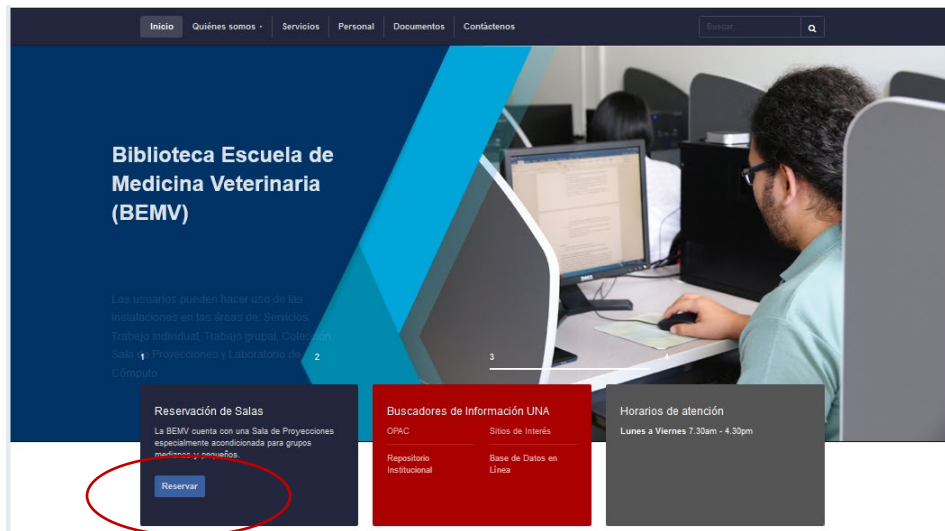 Inicio Quiénes somos Servicios Personal Documentos Contáctenos Buscar...
Biblioteca Escuela de
Medicina Veterinaria
(BEMV)
Los usuarios pueden hacer uso de las
instalaciones en las áreas de: Servicios,
Trabajo individual, Trabajo grupal, Colección,
Sala de Proyecciones y Laboratorio de
Cómputo.
1 2 3 4
Reservación de Salas
La BEMV cuenta con una Sala de Proyecciones
especialmente acondicionada para grupos
medianos y pequeños.
Reservar
Buscadores de Información UNA
OPAC Sitios de Interés
Repositorio Base de Datos en
Institucional Línea
Horarios de atención
Lunes a Viernes 7.30am - 4.30pm